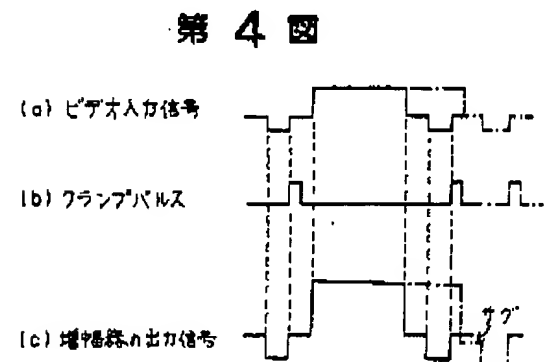 第4図
(a) ビデオ入力信号
(b) クランプパルス
サグ
(c) 増幅器の出力信号